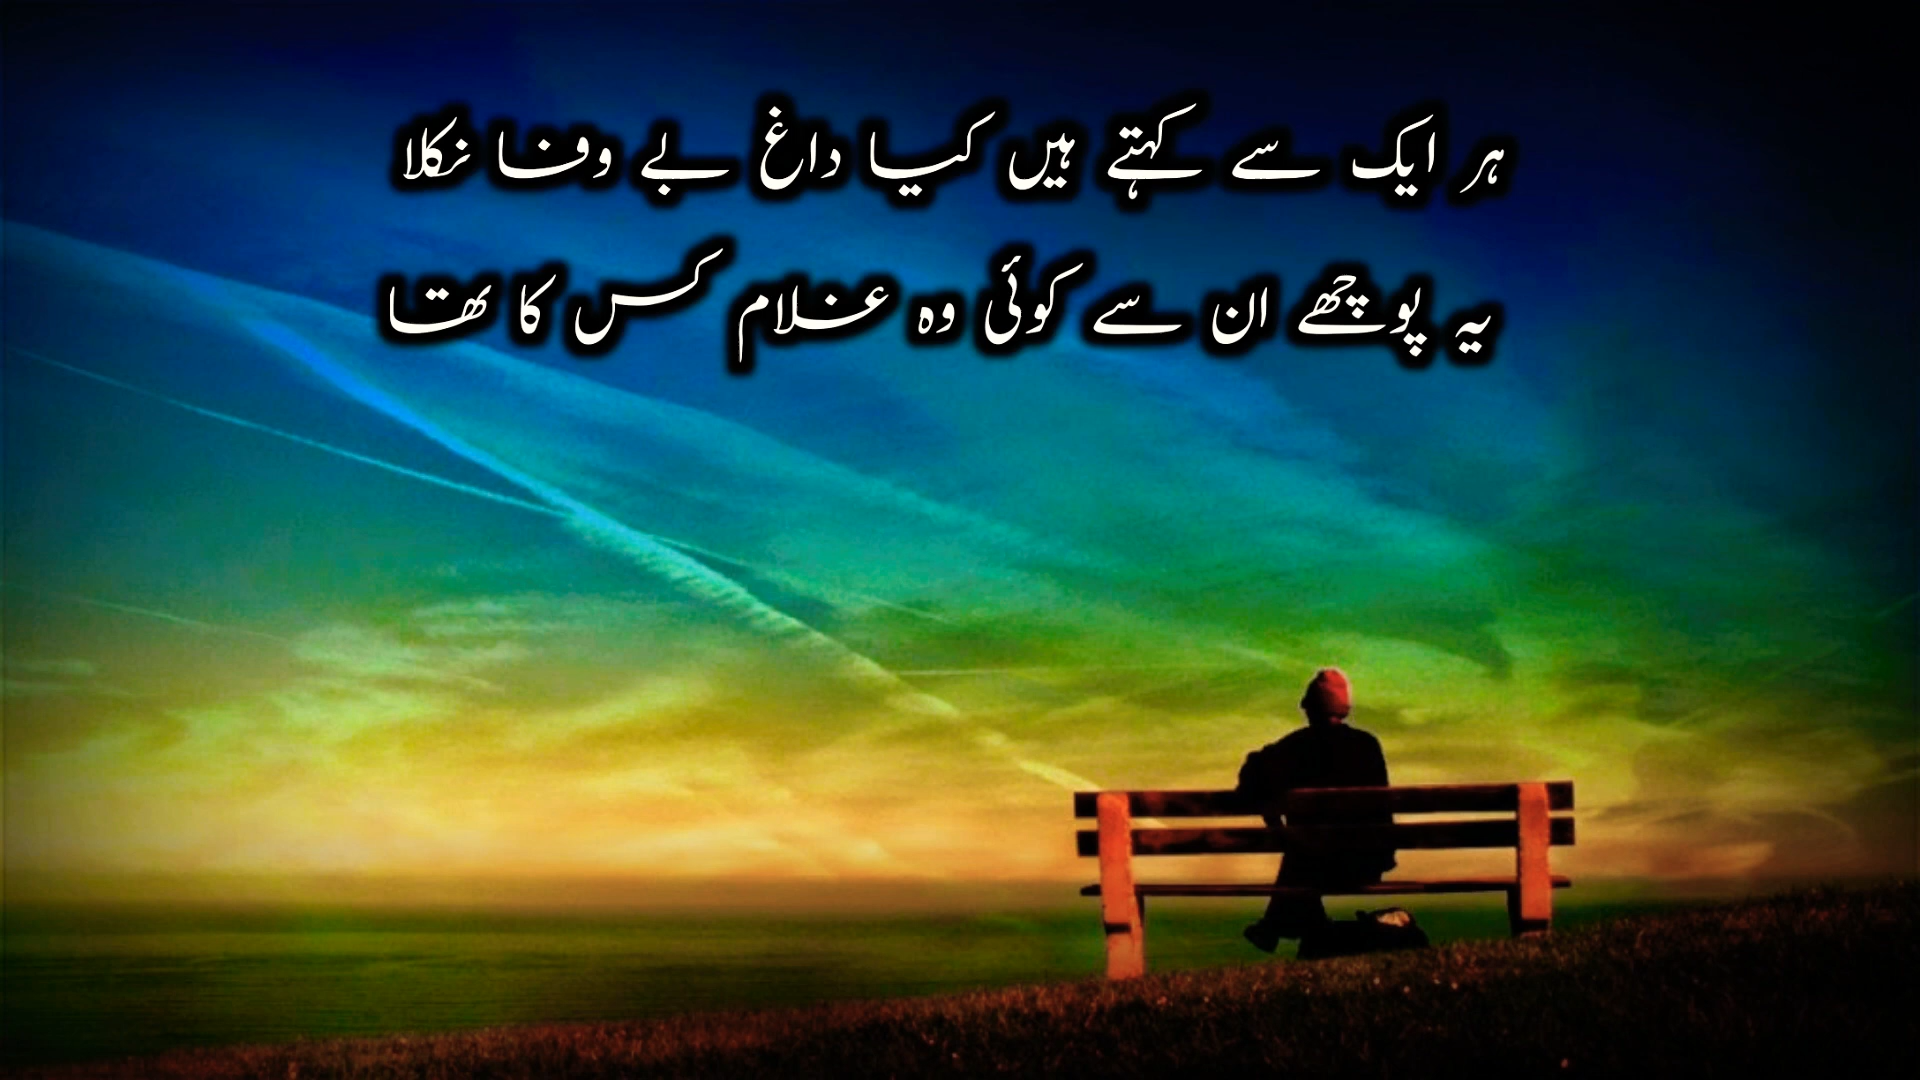 ہر ایک سے کہتے ہیں کیا داغ بے وفا نکلا
یہ پوچھے ان سے کوئی وہ غلام کس کا تھا